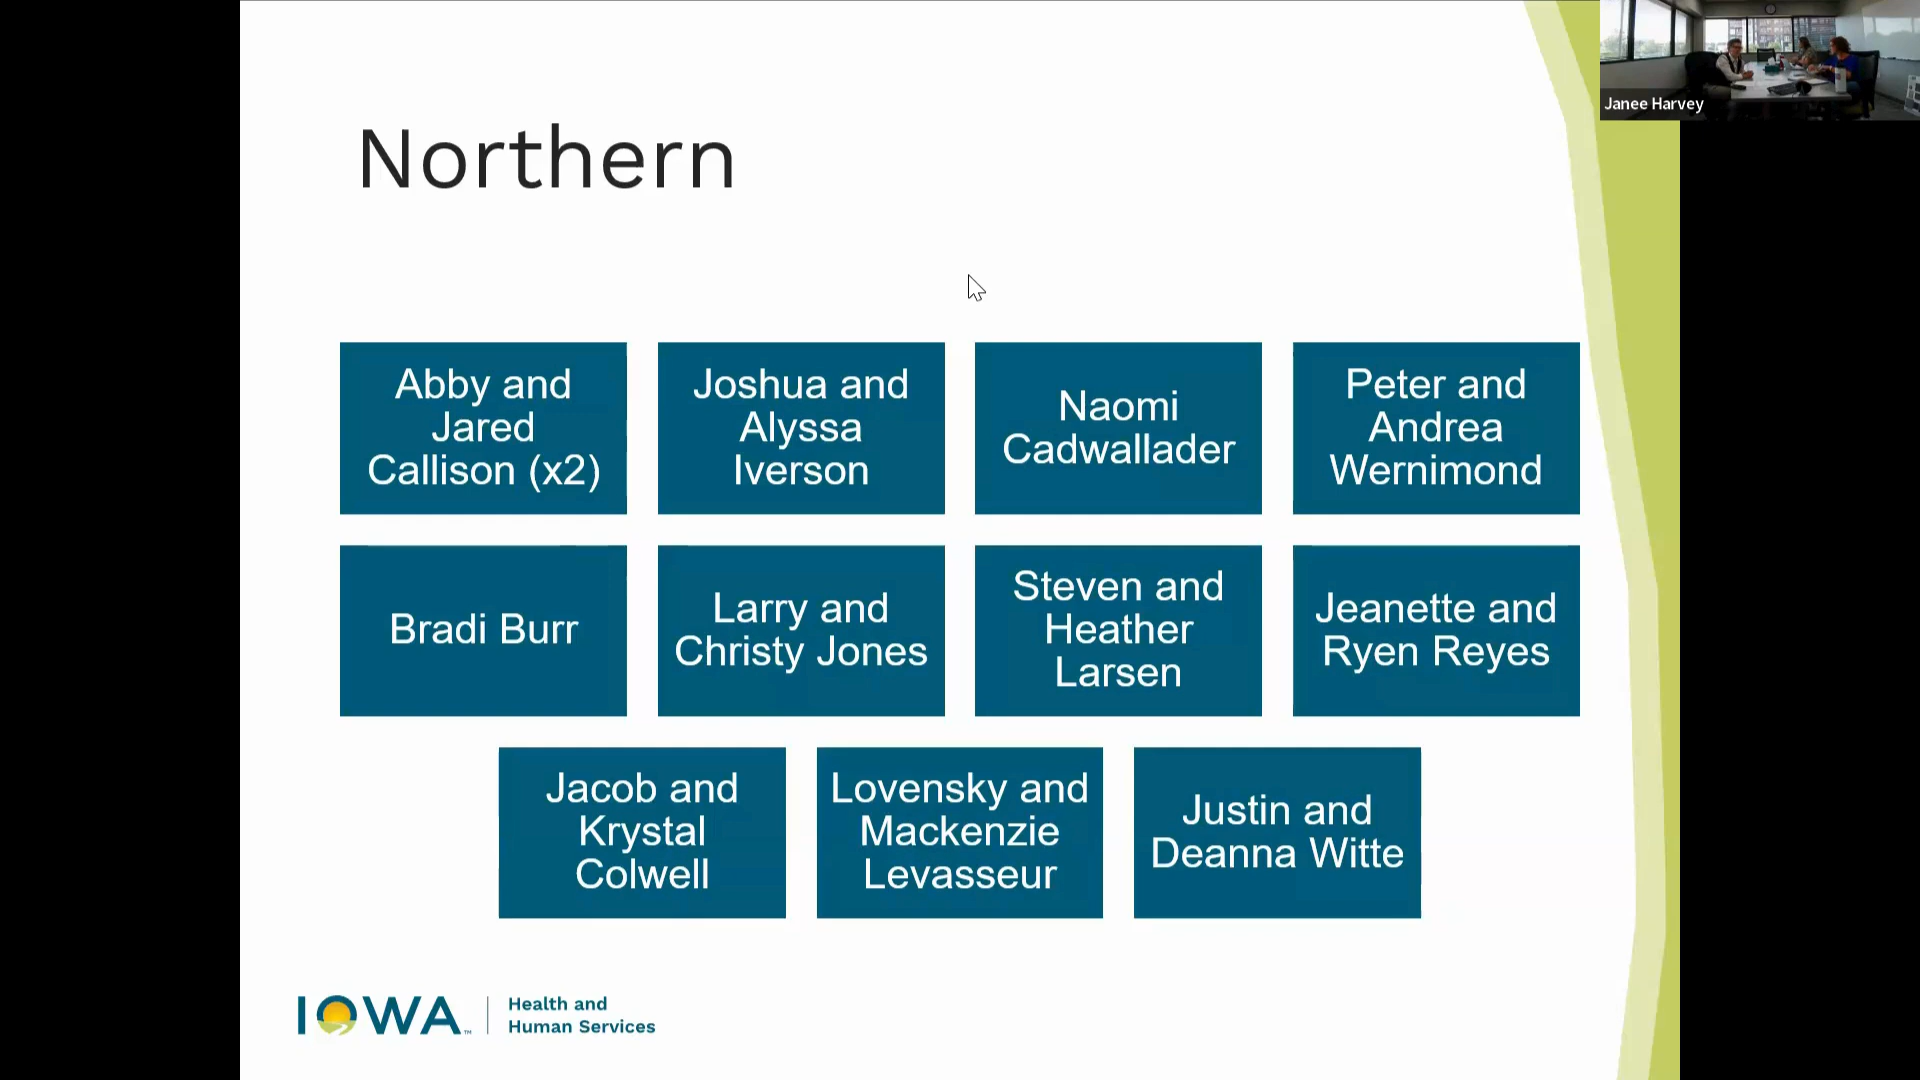 Northern
Janee Harvey
Abby and
Jared
Callison (x2)
Joshua and
Alyssa
Iverson
Naomi
Cadwallader
Peter and
Andrea
Wernimond
Bradi Burr
Larry and
Christy Jones
Steven and
Heather
Larsen
Jeanette and
Ryen Reyes
Jacob and
Krystal
Colwell
Lovensky and
Mackenzie
Levasseur
Justin and
Deanna Witte
IOWA™
Health and
Human Services